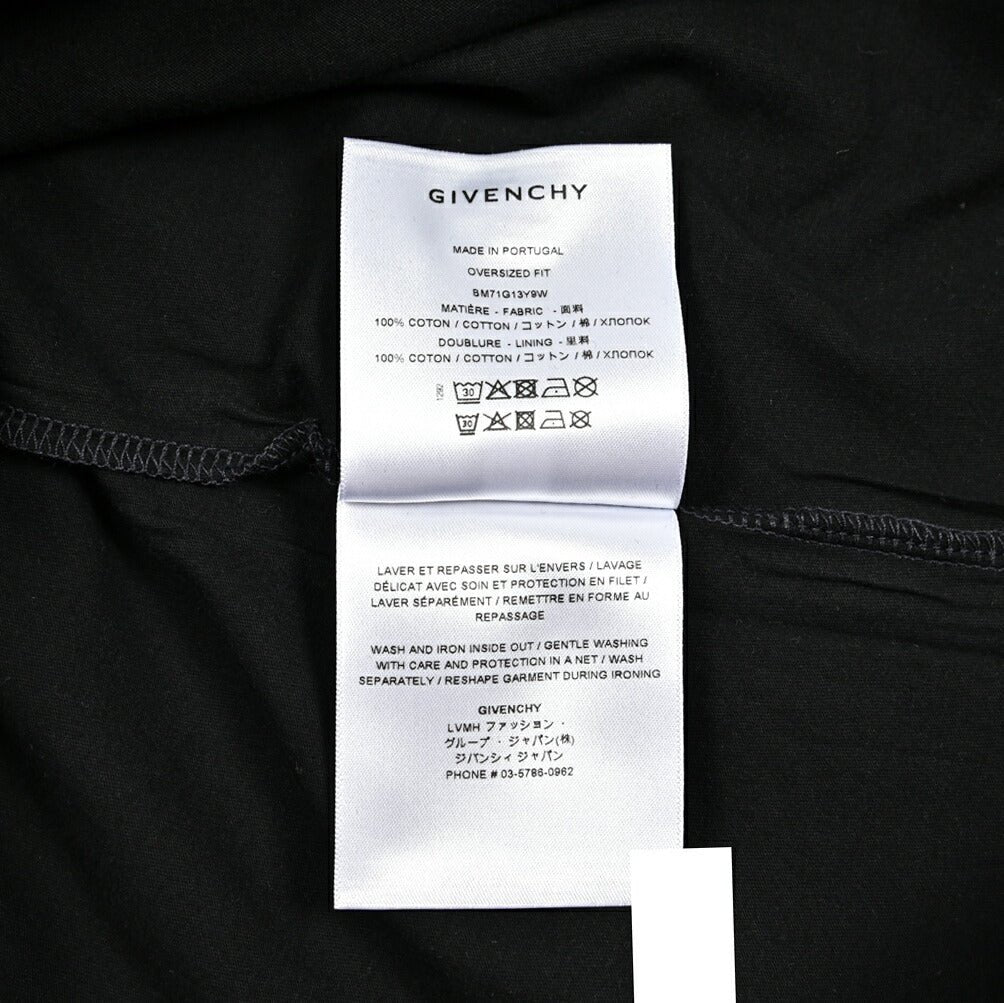 GIVENCHY
MADE IN PORTUGAL
OVERSIZED FIT
BM71G13Y9W
MATIÈRE - FABRIC - 面料
100% COTON / COTTON / コットン / 棉 / ХЛОПОК
DOUBLURE - LINING - 里料
100% COTON / COTTON / コットン / 棉 / ХЛОПОК
1292
30
30
LAVER ET REPASSER SUR L'ENVERS / LAVAGE
DÉLICAT AVEC SOIN ET PROTECTION EN FILET /
LAVER SÉPARÉMENT / REMETTRE EN FORME AU
REPASSAGE
WASH AND IRON INSIDE OUT / GENTLE WASHING
WITH CARE AND PROTECTION IN A NET / WASH
SEPARATELY / RESHAPE GARMENT DURING IRONING
GIVENCHY
LVMH ファッション ·
グループ · ジャパン(株)
ジバンシィ ジャパン
PHONE # 03-5786-0962